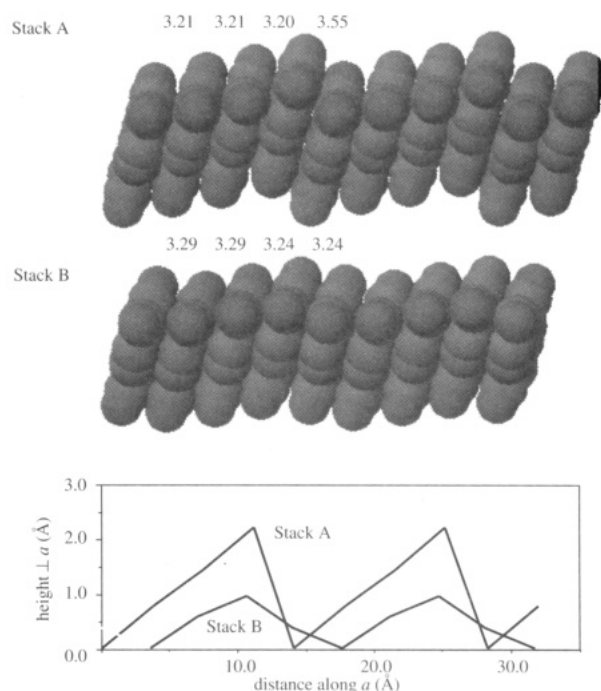 Stack A 3.21 3.21 3.20 3.55
3.29 3.29 3.24 3.24
Stack B
3.0
2.0
1.0
0.0
height ⊥ a (Å)
Stack A
Stack B
10.0 20.0 30.0
distance along a (Å)